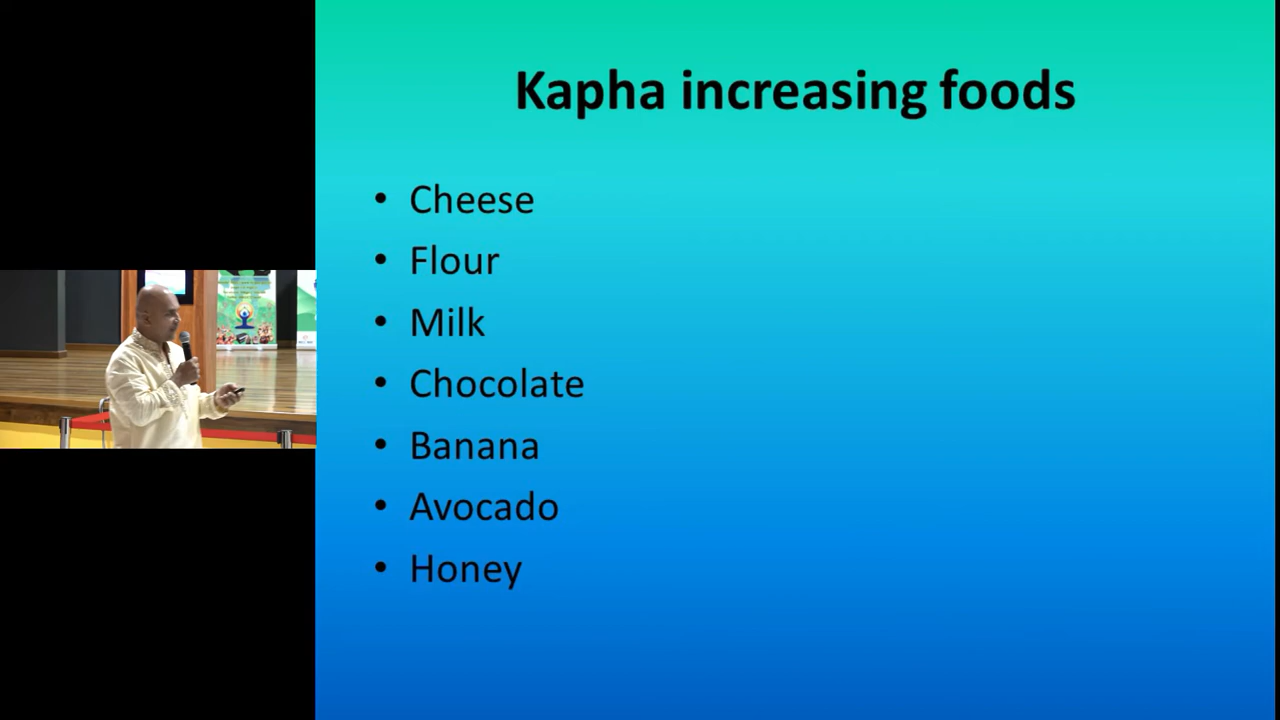 Kapha increasing foods
• Cheese
• Flour
• Milk
• Chocolate
• Banana
• Avocado
• Honey